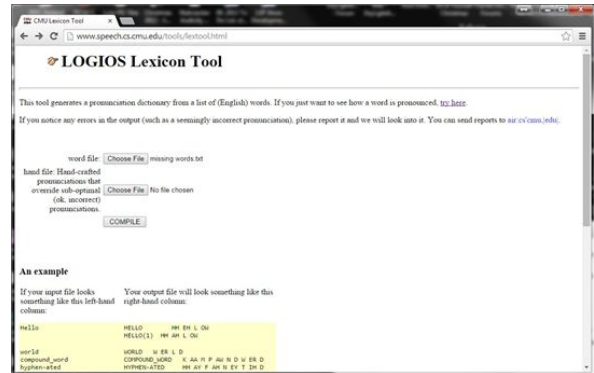 CMU Lexicon Tool
www.speech.cs.cmu.edu/tools/lextool.html
LOGIOS Lexicon Tool
This tool generates a pronunciation dictionary from a list of (English) words. If you just want to see how a word is pronounced, try here.
If you notice any errors in the output (such as a seemingly incorrect pronunciation), please report it and we will look into it. You can send reports to air cs'cmu,|edu|.
word file: Choose File missing words.txt
hand file: Hand-crafted
pronunciations that
override sub-optimal Choose File No file chosen
(ok, incorrect)
pronounciations.
COMPILE
An example
If your input file looks
something like this left-hand
column:
Your output file will look something like this
right-hand column:
Hello HELLO HH EH L OW
HELLO(1) HH AH L OW
world WORLD W ER L D
compound_word COMPOUND_WORD K AA M P AW N D W ER D
hyphen-ated HYPHEN-ATED HH AY F AH N EY T IH D